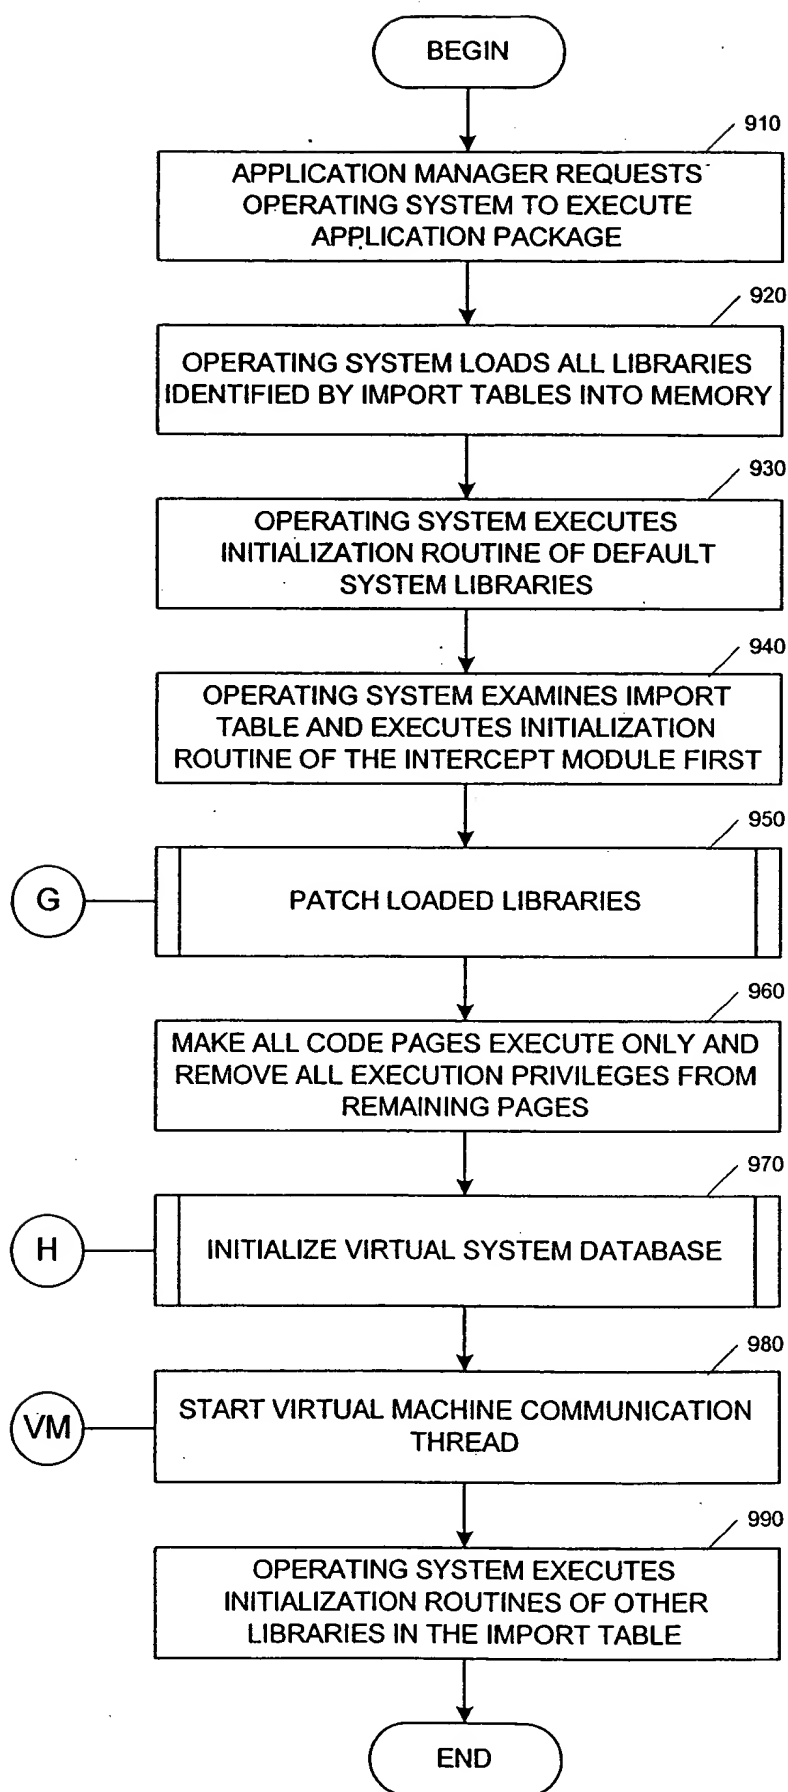 BEGIN
910
APPLICATION MANAGER REQUESTS
OPERATING SYSTEM TO EXECUTE
APPLICATION PACKAGE
920
OPERATING SYSTEM LOADS ALL LIBRARIES
IDENTIFIED BY IMPORT TABLES INTO MEMORY
930
OPERATING SYSTEM EXECUTES
INITIALIZATION ROUTINE OF DEFAULT
SYSTEM LIBRARIES
940
OPERATING SYSTEM EXAMINES IMPORT
TABLE AND EXECUTES INITIALIZATION
ROUTINE OF THE INTERCEPT MODULE FIRST
950
G
PATCH LOADED LIBRARIES
960
MAKE ALL CODE PAGES EXECUTE ONLY AND
REMOVE ALL EXECUTION PRIVILEGES FROM
REMAINING PAGES
970
H
INITIALIZE VIRTUAL SYSTEM DATABASE
980
VM
START VIRTUAL MACHINE COMMUNICATION
THREAD
990
OPERATING SYSTEM EXECUTES
INITIALIZATION ROUTINES OF OTHER
LIBRARIES IN THE IMPORT TABLE
END